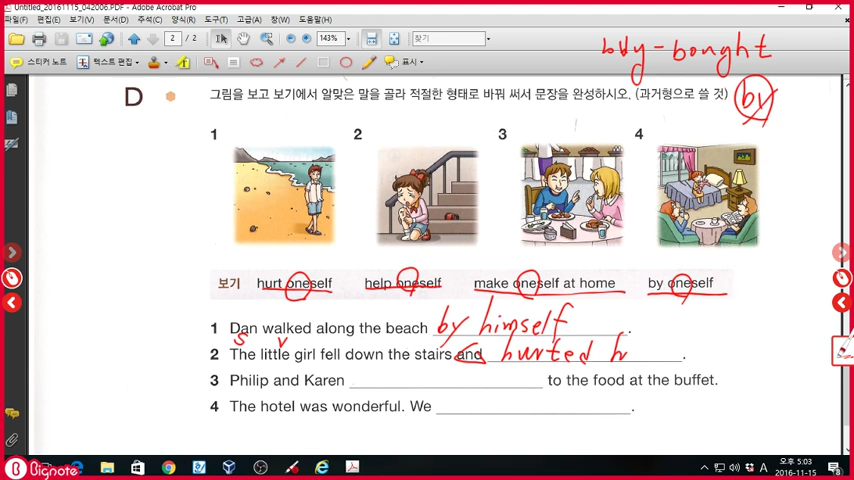 Untitled_20161115_042006.PDF - Adobe Acrobat Pro
파일(F) 편집(E) 보기(V) 문서(D) 주석(C) 양식(R) 도구(T) 고급(A) 창(W) 도움말(H)
2 / 2 143% 찾기
스티커 노트 텍스트 편집 표시
buy - bought
D 그림을 보고 보기에서 알맞은 말을 골라 적절한 형태로 바꿔 써서 문장을 완성하시오. (과거형으로 쓸 것) by
1 2 3 4
보기 hurt oneself help oneself make oneself at home by oneself
1 Dan walked along the beach by himself.
S V
2 The little girl fell down the stairs and hurted h.
3 Philip and Karen to the food at the buffet.
4 The hotel was wonderful. We .
Bignote
A 오후 5:03
2016-11-15